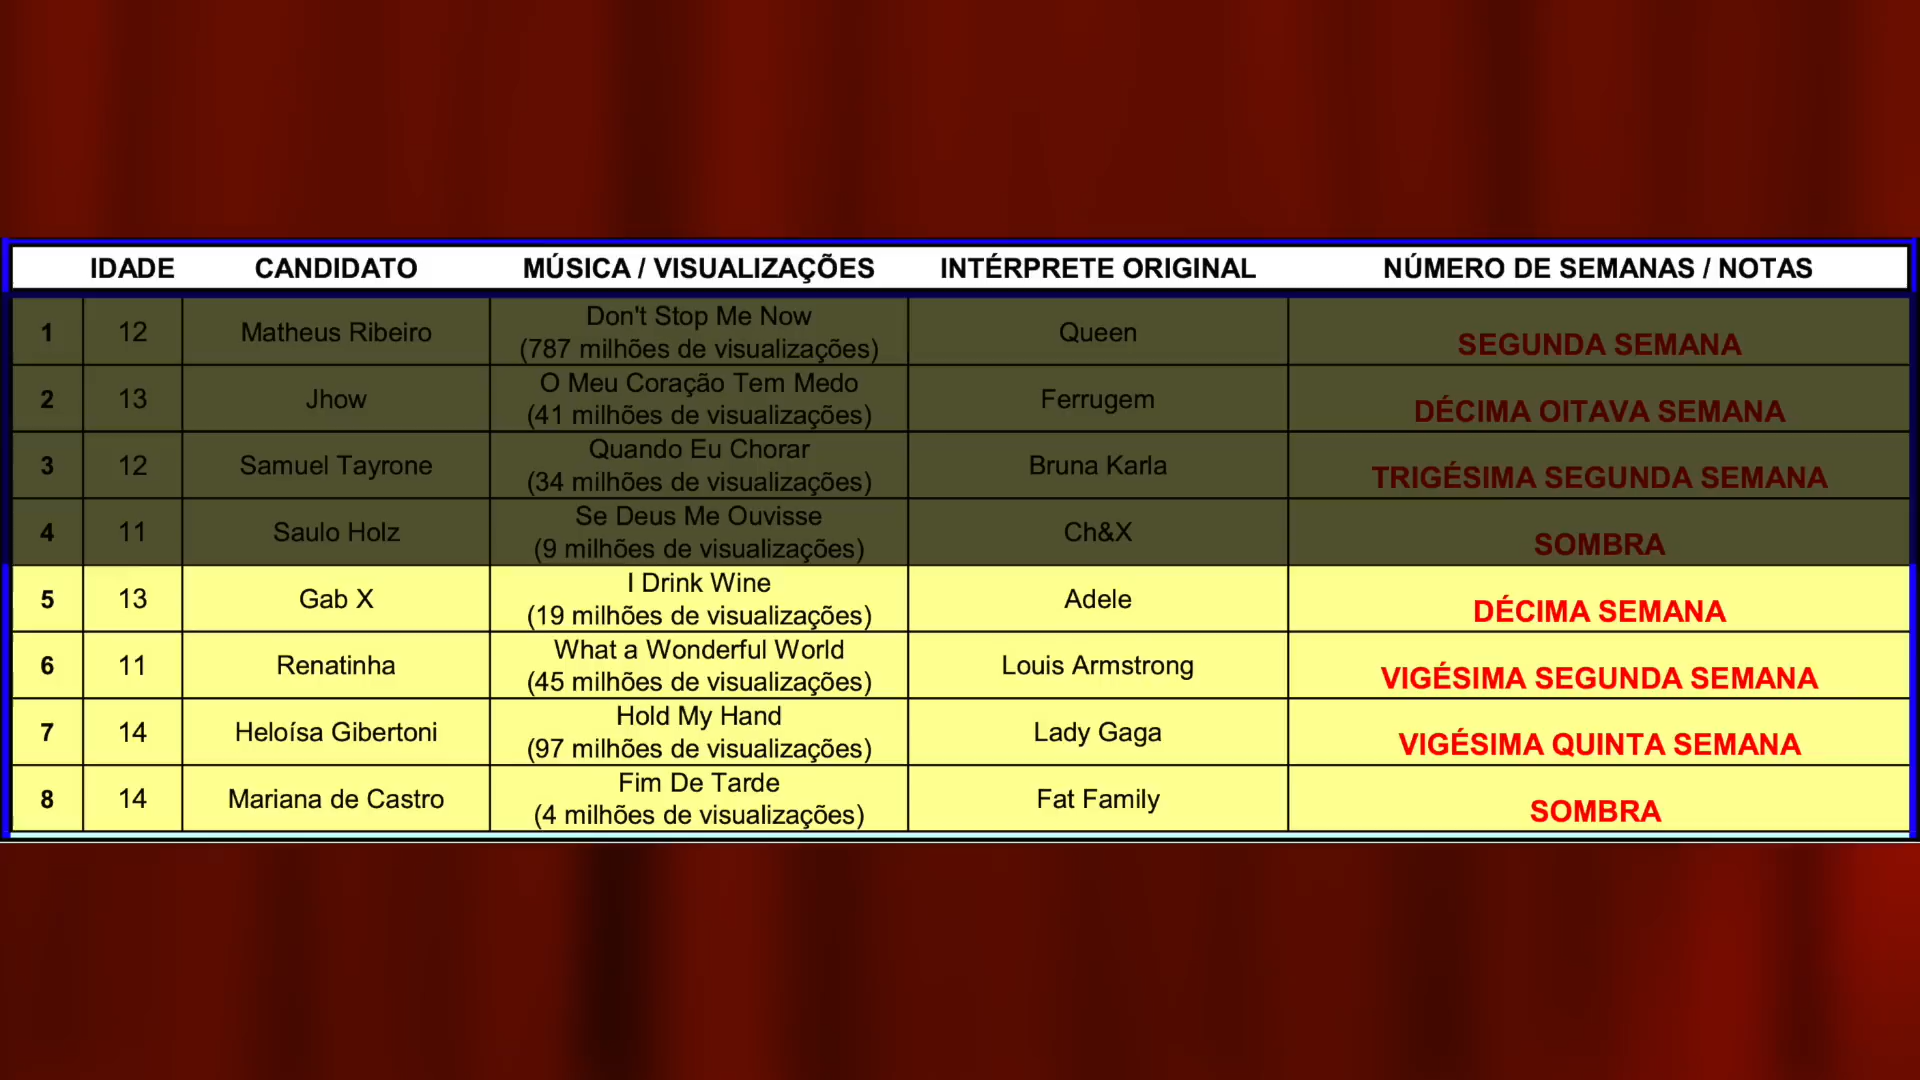 IDADE CANDIDATO MÚSICA / VISUALIZAÇÕES INTÉRPRETE ORIGINAL NÚMERO DE SEMANAS / NOTAS
1 12 Matheus Ribeiro Don't Stop Me Now
(787 milhões de visualizações) Queen SEGUNDA SEMANA
2 13 Jhow O Meu Coração Tem Medo
(41 milhões de visualizações) Ferrugem DÉCIMA OITAVA SEMANA
3 12 Samuel Tayrone Quando Eu Chorar
(34 milhões de visualizações) Bruna Karla TRIGÉSIMA SEGUNDA SEMANA
4 11 Saulo Holz Se Deus Me Ouvisse
(9 milhões de visualizações) Ch&X SOMBRA
5 13 Gab X I Drink Wine
(19 milhões de visualizações) Adele DÉCIMA SEMANA
6 11 Renatinha What a Wonderful World
(45 milhões de visualizações) Louis Armstrong VIGÉSIMA SEGUNDA SEMANA
7 14 Heloísa Gibertoni Hold My Hand
(97 milhões de visualizações) Lady Gaga VIGÉSIMA QUINTA SEMANA
8 14 Mariana de Castro Fim De Tarde
(4 milhões de visualizações) Fat Family SOMBRA